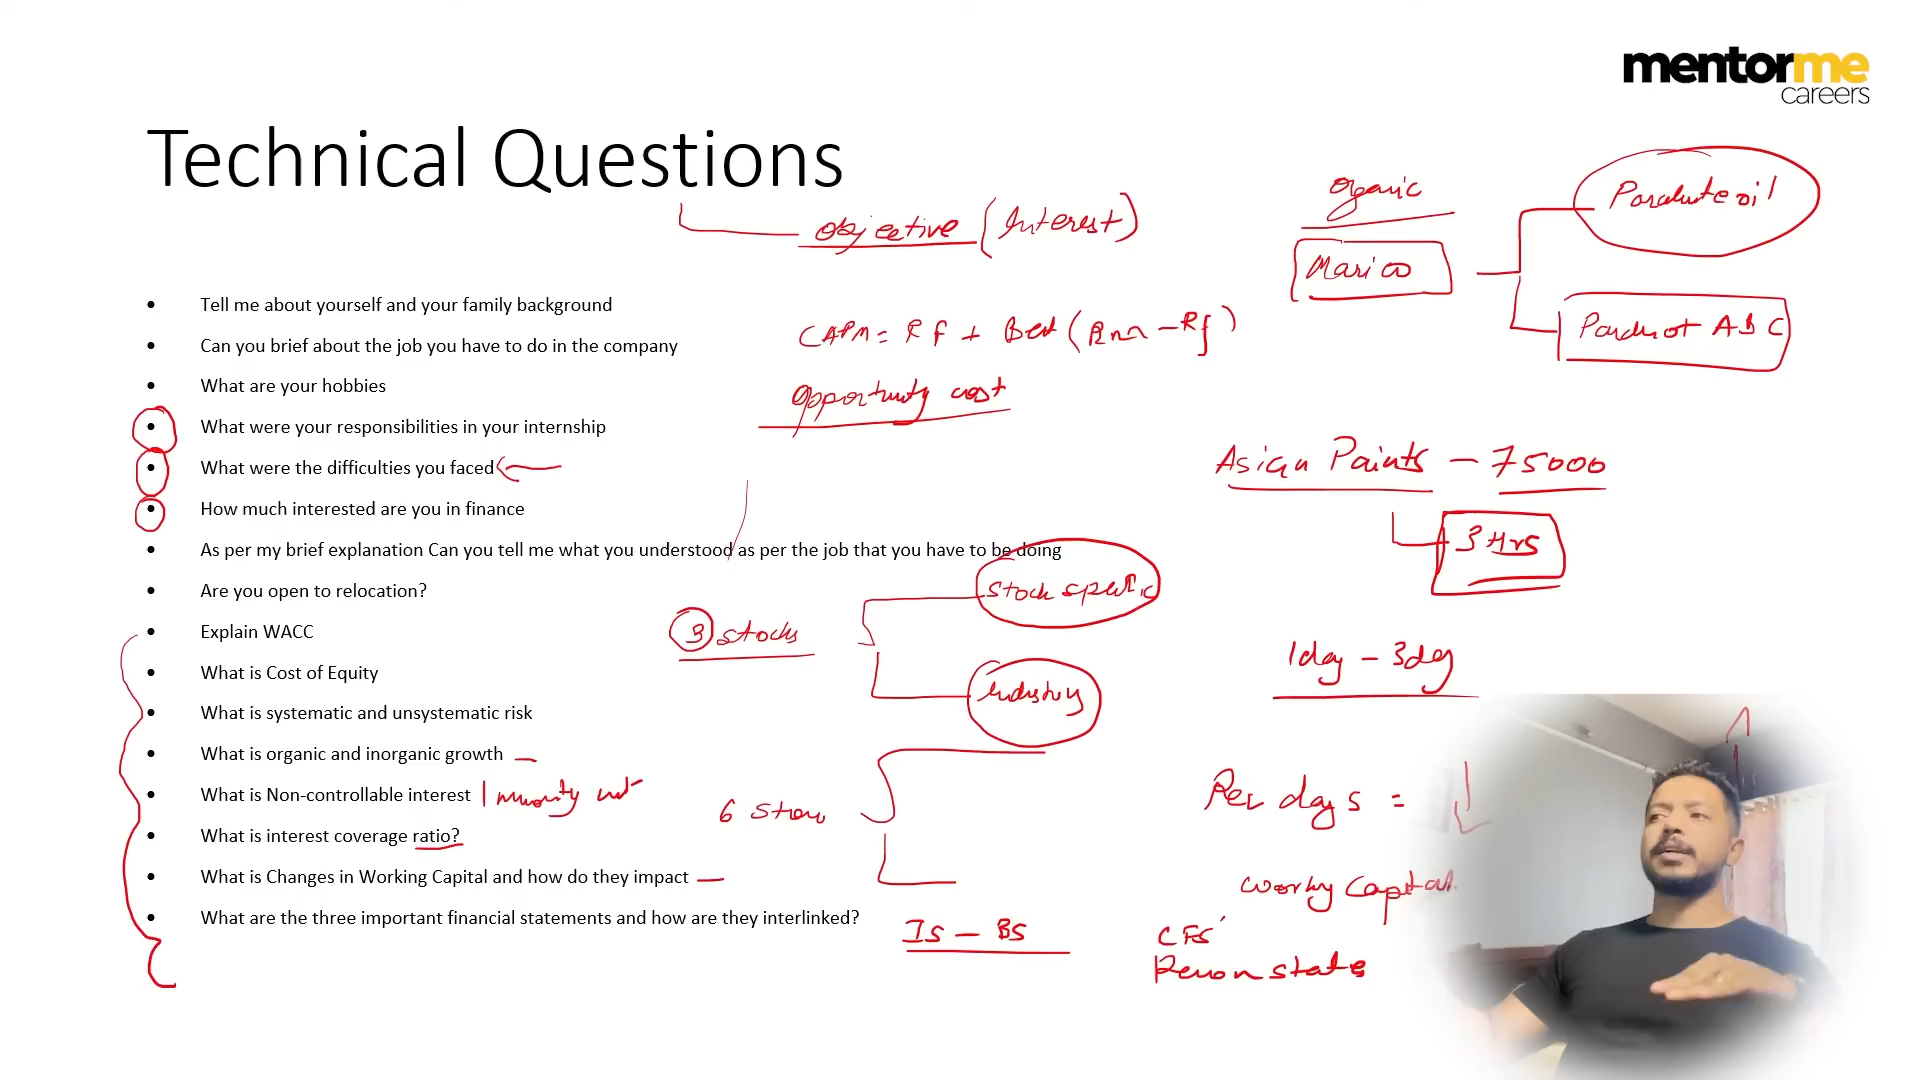 mentorme
careers
Technical Questions
Organic
Parachute oil
objective (Interest)
Marico
Product ABC
• Tell me about yourself and your family background
CAPM = RF + Bet (Rm - Rf)
• Can you brief about the job you have to do in the company
• What are your hobbies
Opportunity cost
• What were your responsibilities in your internship
• What were the difficulties you faced
Asian Paints - 75000
• How much interested are you in finance
3 Hrs
• As per my brief explanation Can you tell me what you understood as per the job that you have to be doing
• Are you open to relocation?
Stock specific
• Explain WACC
3 stocks
1 day - 3 day
• What is Cost of Equity
Industry
• What is systematic and unsystematic risk
• What is organic and inorganic growth
• What is Non-controllable interest
6
days =
• What is interest coverage ratio?
• What is Changes in Working Capital and how do they impact
Capital
• What are the three important financial statements and how are they interlinked?
IS - BS
CFS